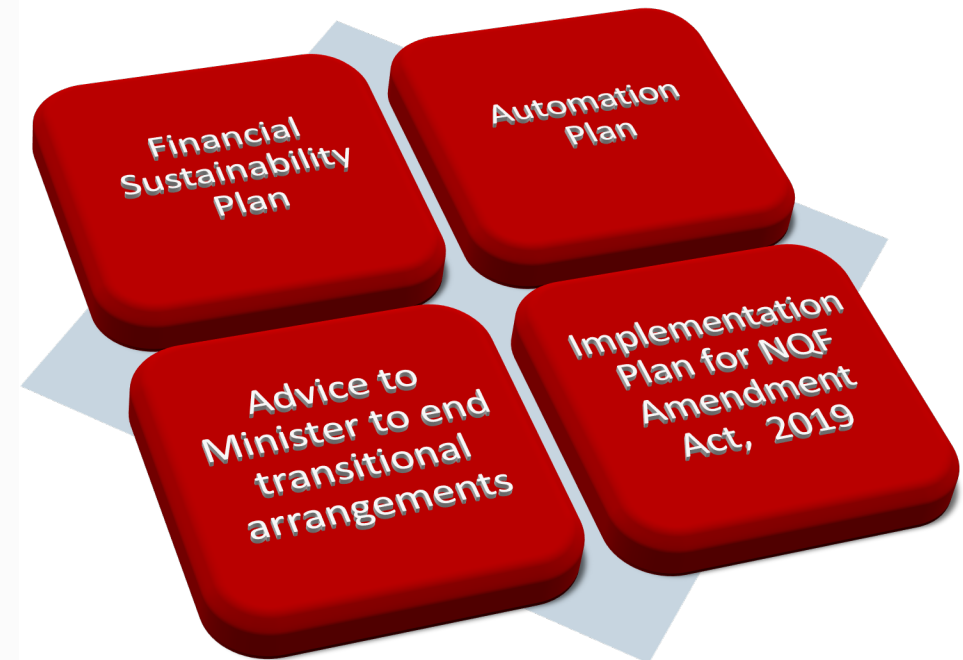 Financial
Sustainability
Plan
Automation
Plan
Advice to
Minister to end
transitional
arrangements
Implementation
Plan for NQF
Amendment
Act, 2019